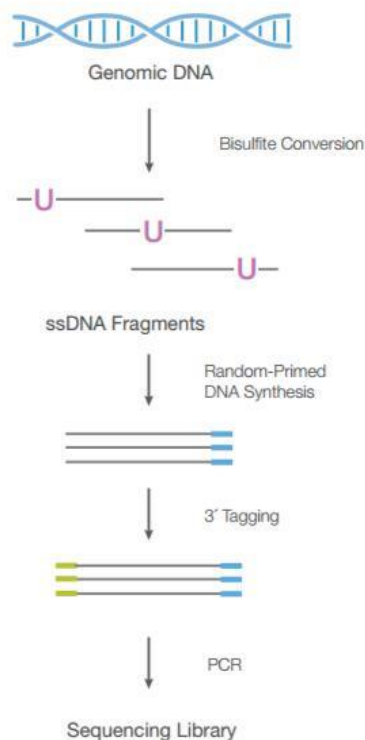 Genomic DNA
Bisulfite Conversion
U
U
U
ssDNA Fragments
Random-Primed
DNA Synthesis
3´ Tagging
PCR
Sequencing Library